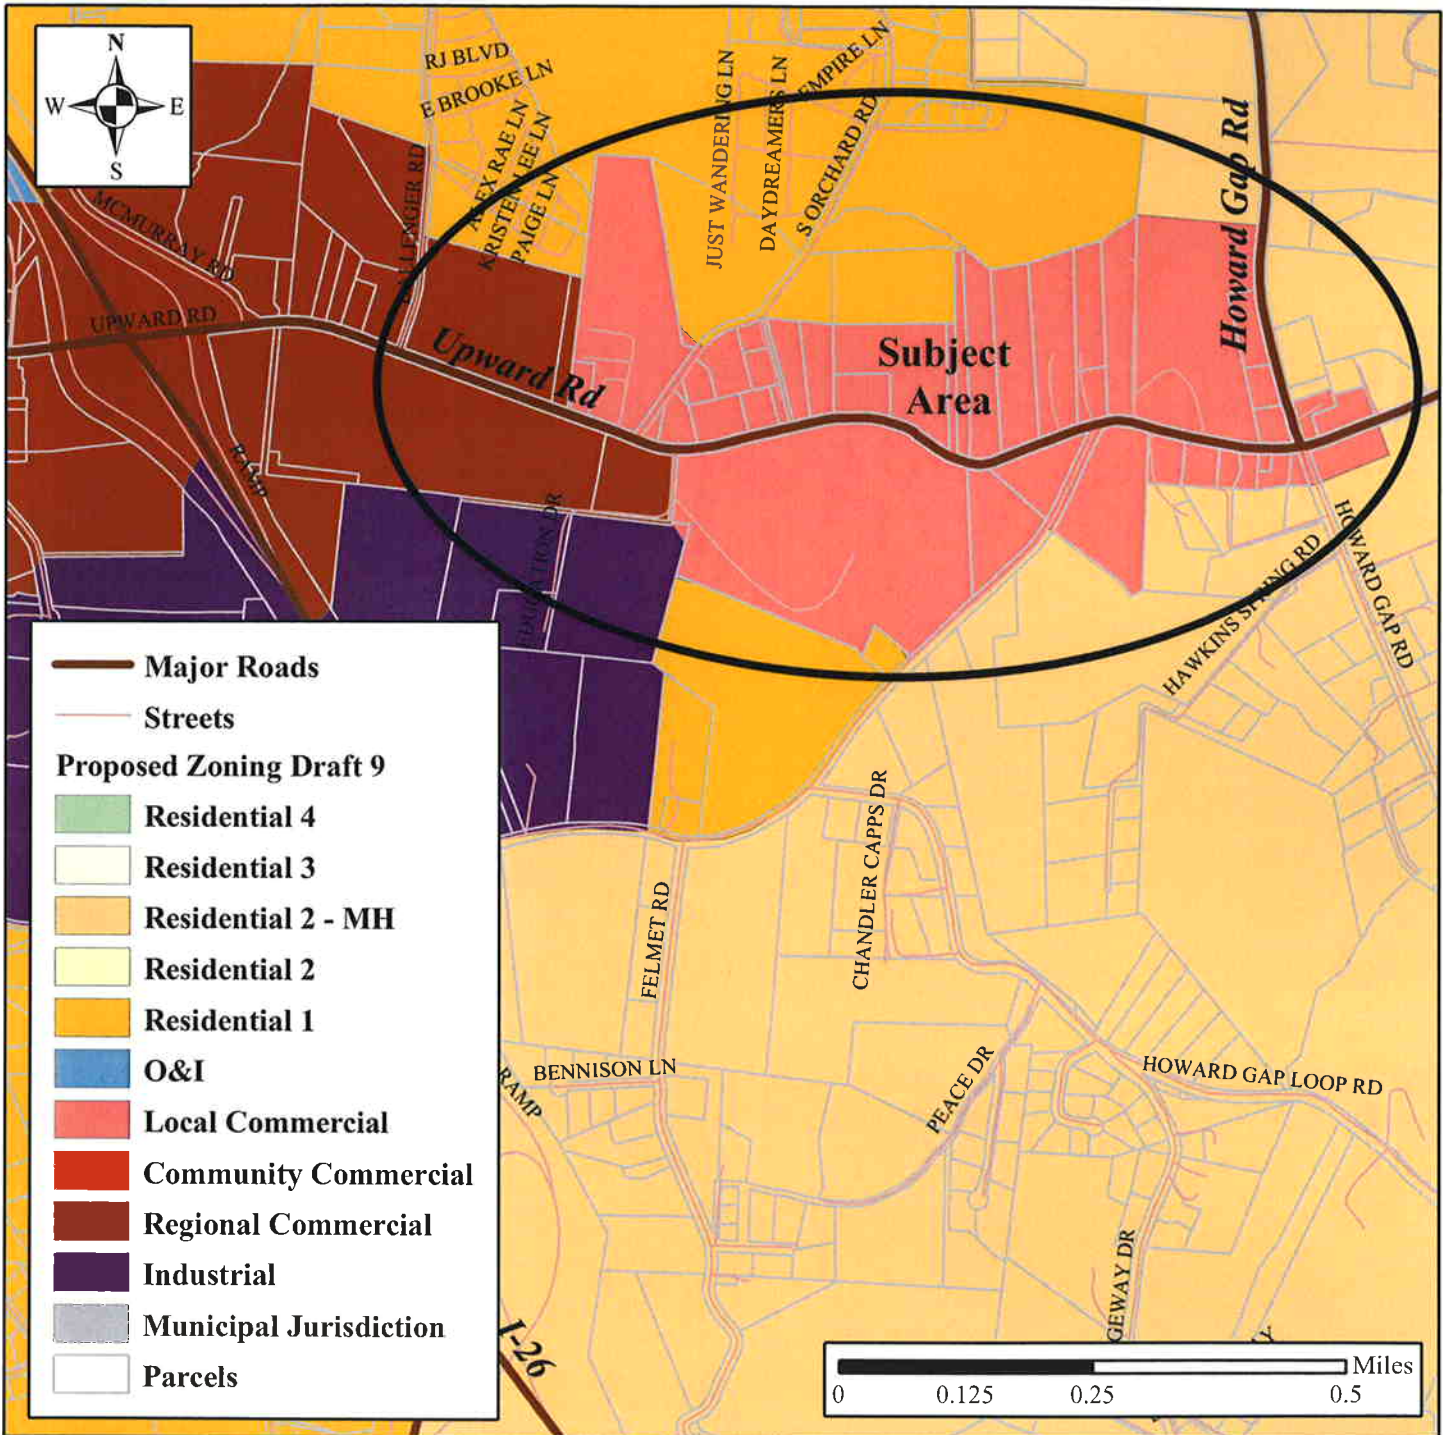 N
W E
S
RJ BLVD
E BROOKE LN
ALEX RAE LN
KRISTEN LEE LN
PAIGE LN
JUST WANDERING LN
DAYDREAMERS LN
EMPIRE LN
S ORCHARD RD
Howard Gap Rd
MCMURRAY RD
UPWARD RD
Upward Rd
Subject
Area
RAMP
EDUCATION DR
HAWKINS SPRING RD
HOWARD GAP RD
Major Roads
Streets
Proposed Zoning Draft 9
Residential 4
Residential 3
Residential 2 - MH
Residential 2
Residential 1
O&I
Local Commercial
Community Commercial
Regional Commercial
Industrial
Municipal Jurisdiction
Parcels
CHANDLER CAPPS DR
FELMET RD
BENNISON LN
RAMP
PEACE DR
HOWARD GAP LOOP RD
GEWAY DR
I-26
Miles
0 0.125 0.25 0.5